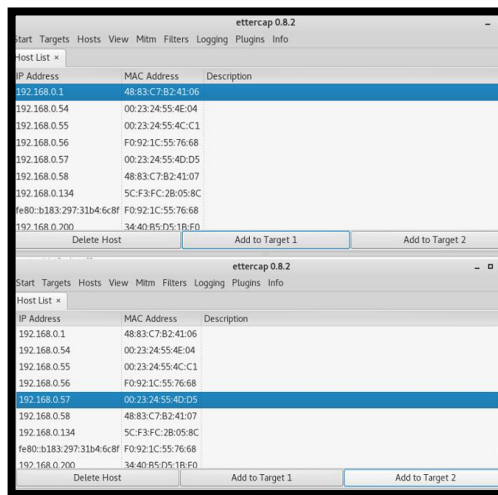 ettercap 0.8.2
Start Targets Hosts View Mitm Filters Logging Plugins Info
Host List ×
IP Address MAC Address Description
192.168.0.1 48:83:C7:B2:41:06
192.168.0.54 00:23:24:55:4E:04
192.168.0.55 00:23:24:55:4C:C1
192.168.0.56 F0:92:1C:55:76:68
192.168.0.57 00:23:24:55:4D:D5
192.168.0.58 48:83:C7:B2:41:07
192.168.0.134 5C:F3:FC:2B:05:8C
fe80::b183:297:31b4:6c8f F0:92:1C:55:76:68
192.168.0.200 34:40:B5:D5:1B:F0
Delete Host Add to Target 1 Add to Target 2
ettercap 0.8.2
Start Targets Hosts View Mitm Filters Logging Plugins Info
Host List ×
IP Address MAC Address Description
192.168.0.1 48:83:C7:B2:41:06
192.168.0.54 00:23:24:55:4E:04
192.168.0.55 00:23:24:55:4C:C1
192.168.0.56 F0:92:1C:55:76:68
192.168.0.57 00:23:24:55:4D:D5
192.168.0.58 48:83:C7:B2:41:07
192.168.0.134 5C:F3:FC:2B:05:8C
fe80::b183:297:31b4:6c8f F0:92:1C:55:76:68
192.168.0.200 34:40:B5:D5:1B:F0
Delete Host Add to Target 1 Add to Target 2